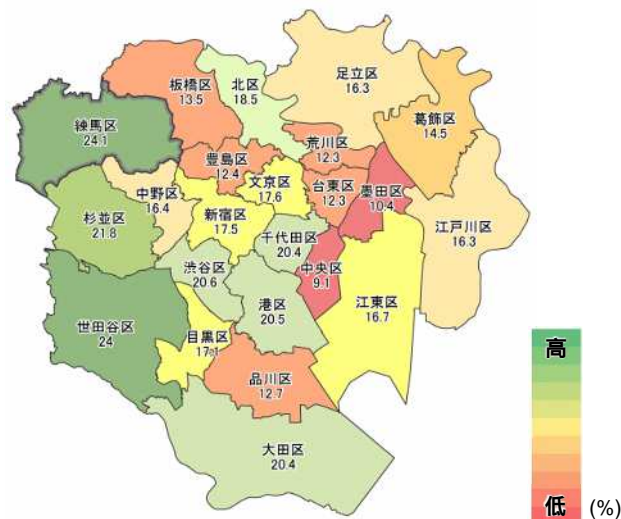 足立区
16.3
北区
18.5
板橋区
13.5
葛飾区
14.5
練馬区
24.1
荒川区
12.3
豊島区
12.4
文京区
17.6
台東区
12.3
墨田区
10.4
中野区
16.4
杉並区
21.8
新宿区
17.5
江戸川区
16.3
千代田区
20.4
渋谷区
20.6
中央区
9.1
港区
20.5
江東区
16.7
世田谷区
24
目黒区
17.1
品川区
12.7
大田区
20.4
高
低 (%)